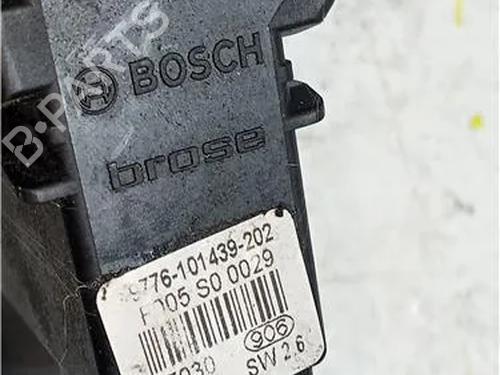 B-PARTS
BOSCH
brose
9776-101439-202
F005 S0 0029
906
SW 2.6